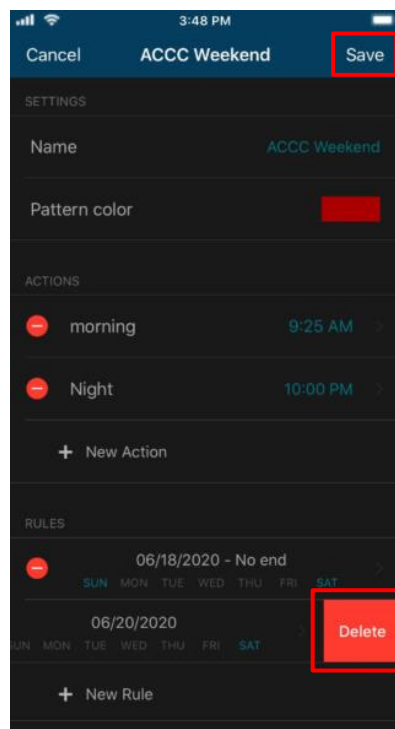 3:48 PM
Cancel ACCC Weekend Save
SETTINGS
Name ACCC Weekend
Pattern color
ACTIONS
morning 9:25 AM
Night 10:00 PM
+ New Action
RULES
06/18/2020 - No end
SUN MON TUE WED THU FRI SAT
06/20/2020
SUN MON TUE WED THU FRI SAT
Delete
+ New Rule